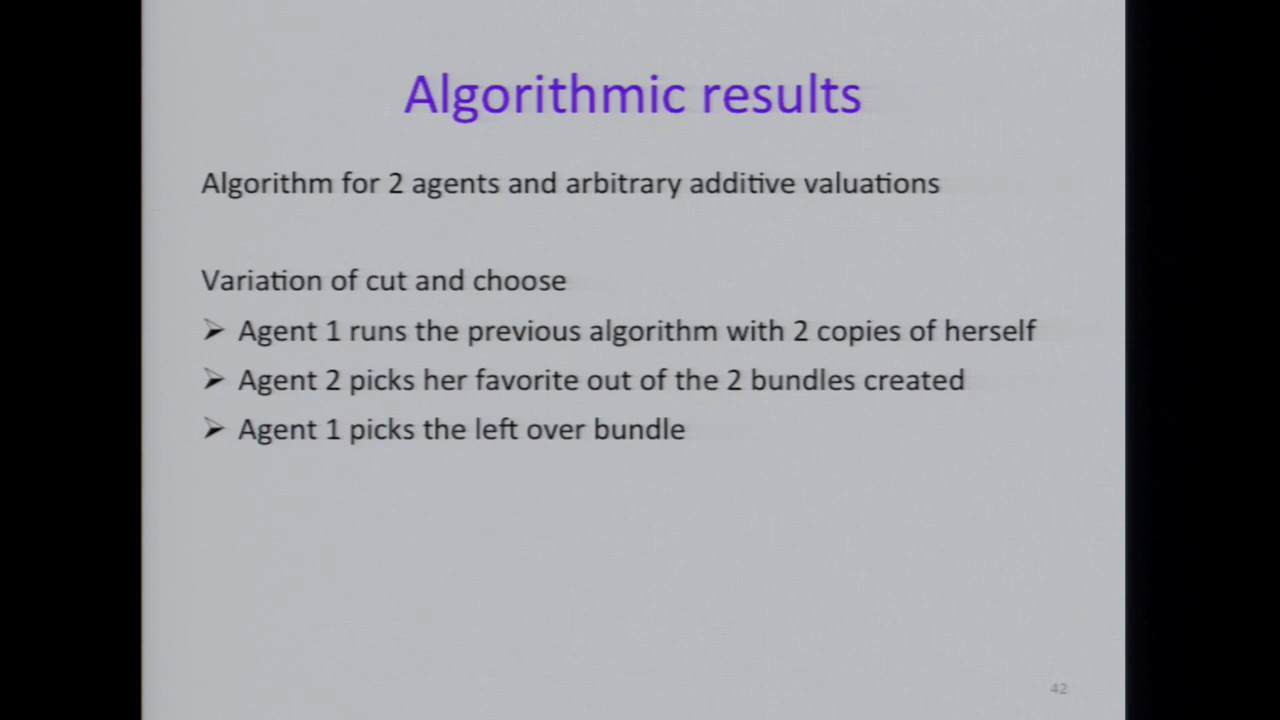 Algorithmic results
Algorithm for 2 agents and arbitrary additive valuations
Variation of cut and choose
➢ Agent 1 runs the previous algorithm with 2 copies of herself
➢ Agent 2 picks her favorite out of the 2 bundles created
➢ Agent 1 picks the left over bundle
42